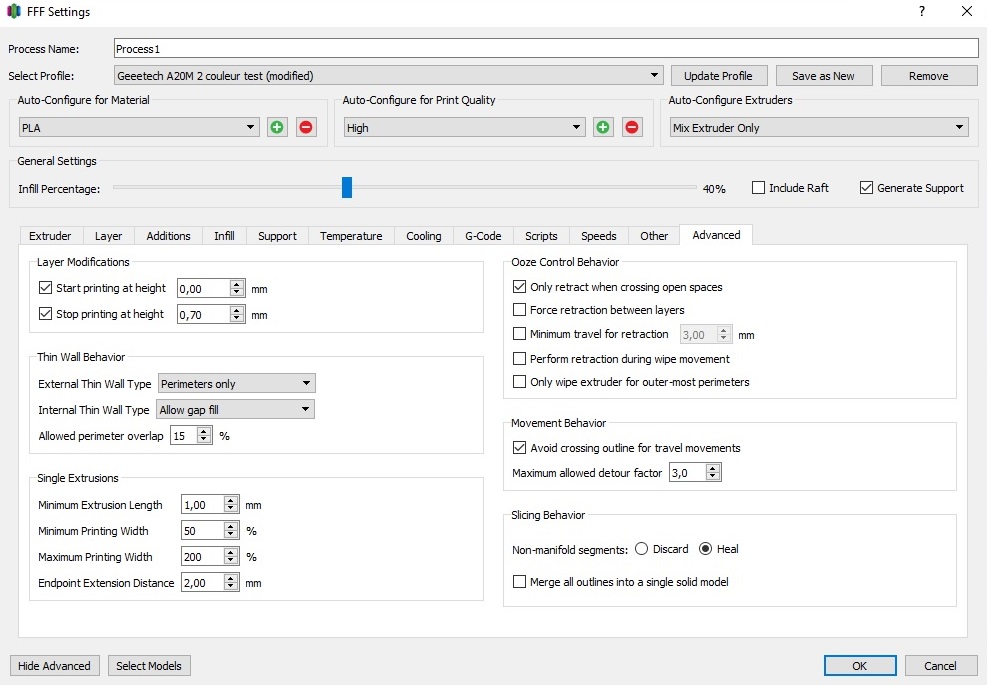 FFF Settings
?
Process Name: Process1
Select Profile: Geeetech A20M 2 couleur test (modified) Update Profile Save as New Remove
Auto-Configure for Material Auto-Configure for Print Quality Auto-Configure Extruders
PLA High Mix Extruder Only
General Settings
Infill Percentage: 40% Include Raft Generate Support
Extruder Layer Additions Infill Support Temperature Cooling G-Code Scripts Speeds Other Advanced
Layer Modifications
Start printing at height 0,00 mm
Stop printing at height 0,70 mm
Thin Wall Behavior
External Thin Wall Type Perimeters only
Internal Thin Wall Type Allow gap fill
Allowed perimeter overlap 15 %
Single Extrusions
Minimum Extrusion Length 1,00 mm
Minimum Printing Width 50 %
Maximum Printing Width 200 %
Endpoint Extension Distance 2,00 mm
Ooze Control Behavior
Only retract when crossing open spaces
Force retraction between layers
Minimum travel for retraction 3,00 mm
Perform retraction during wipe movement
Only wipe extruder for outer-most perimeters
Movement Behavior
Avoid crossing outline for travel movements
Maximum allowed detour factor 3,0
Slicing Behavior
Non-manifold segments: Discard Heal
Merge all outlines into a single solid model
Hide Advanced Select Models OK Cancel